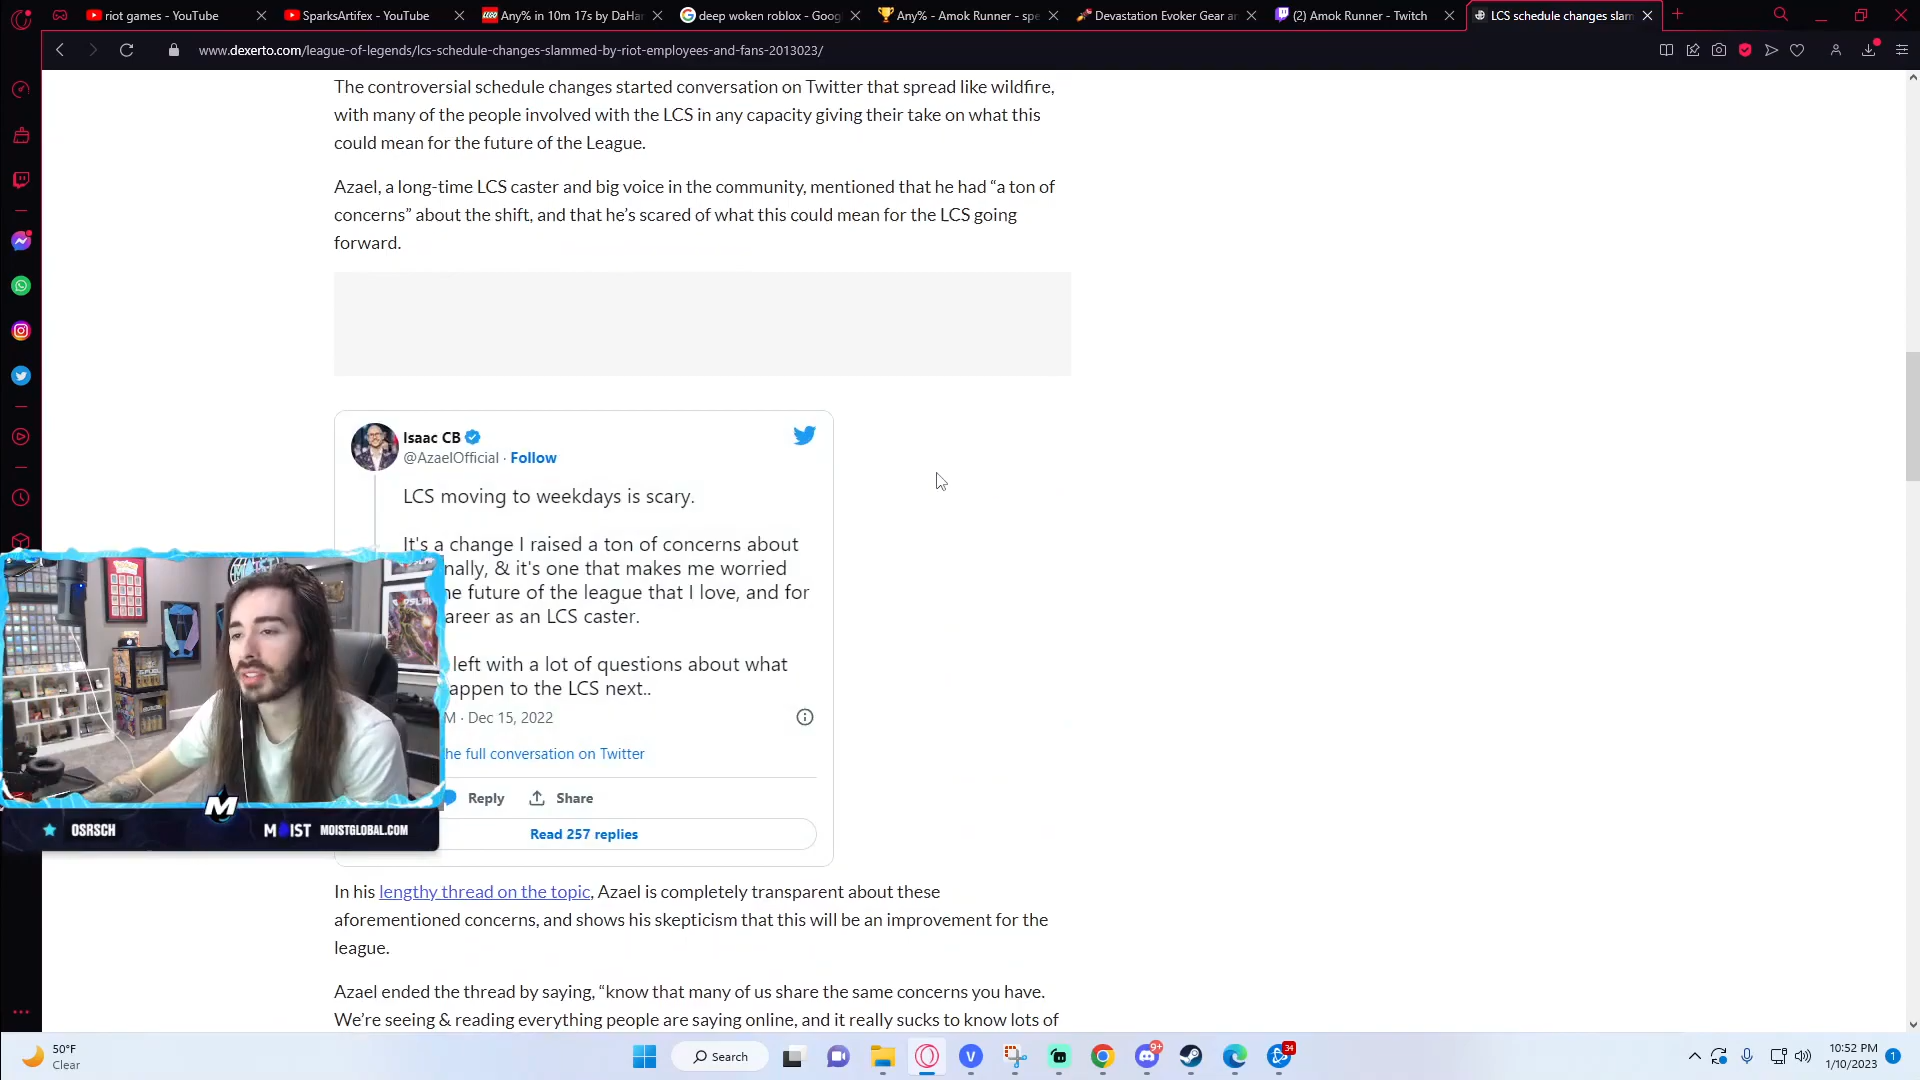 riot games - YouTube
SparksArtifex - YouTube
Any% in 10m 17s by DaHar
deep woken roblox - Goog
Any% - Amok Runner - spe
Devastation Evoker Gear an
(2) Amok Runner - Twitch
LCS schedule changes slam
www.dexerto.com/league-of-legends/lcs-schedule-changes-slammed-by-riot-employees-and-fans-2013023/
The controversial schedule changes started conversation on Twitter that spread like wildfire,
with many of the people involved with the LCS in any capacity giving their take on what this
could mean for the future of the League.
Azael, a long-time LCS caster and big voice in the community, mentioned that he had “a ton of
concerns” about the shift, and that he’s scared of what this could mean for the LCS going
forward.
Isaac CB
@AzaelOfficial · Follow
LCS moving to weekdays is scary.
It's a change I raised a ton of concerns about
nally, & it's one that makes me worried
he future of the league that I love, and for
areer as an LCS caster.
left with a lot of questions about what
appen to the LCS next..
M · Dec 15, 2022
he full conversation on Twitter
Reply
Share
Read 257 replies
OSRSCH
M
MOIST
MOISTGLOBAL.COM
In his lengthy thread on the topic, Azael is completely transparent about these
aforementioned concerns, and shows his skepticism that this will be an improvement for the
league.
Azael ended the thread by saying, “know that many of us share the same concerns you have.
We’re seeing & reading everything people are saying online, and it really sucks to know lots of
50°F
Clear
Search
9+
34
10:52 PM
1/10/2023
1